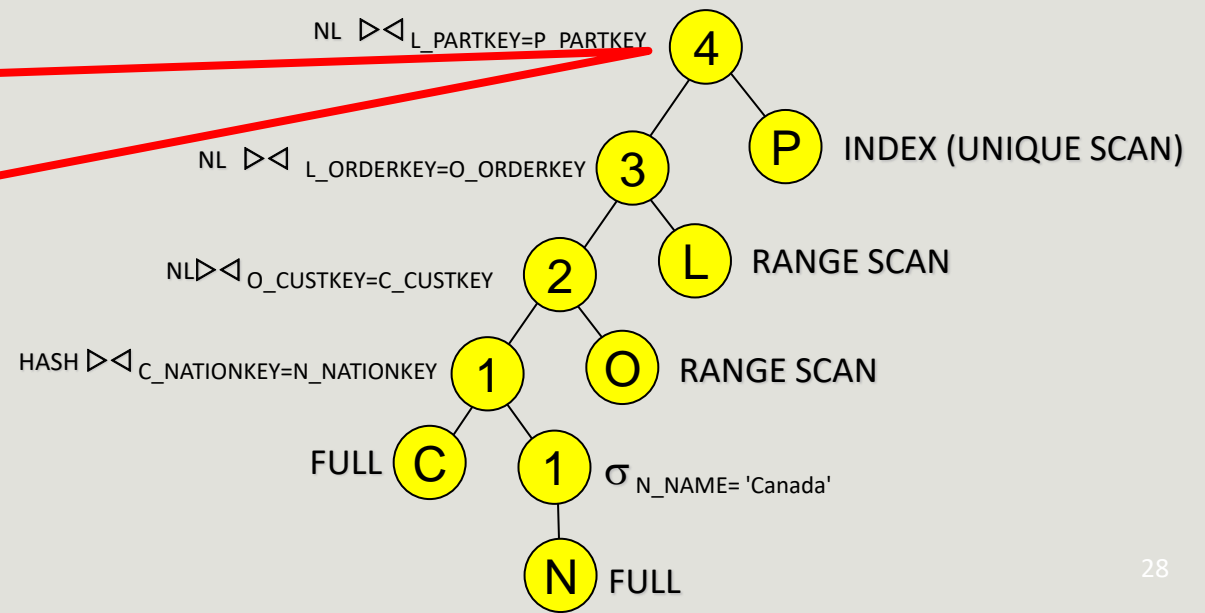 NL ▷◁ L_PARTKEY=P_PARTKEY
4
P
INDEX (UNIQUE SCAN)
NL ▷◁ L_ORDERKEY=O_ORDERKEY
3
L
RANGE SCAN
NL▷◁ O_CUSTKEY=C_CUSTKEY
2
O
RANGE SCAN
HASH ▷◁ C_NATIONKEY=N_NATIONKEY
1
FULL
C
1
σ N_NAME= 'Canada'
N
FULL
28